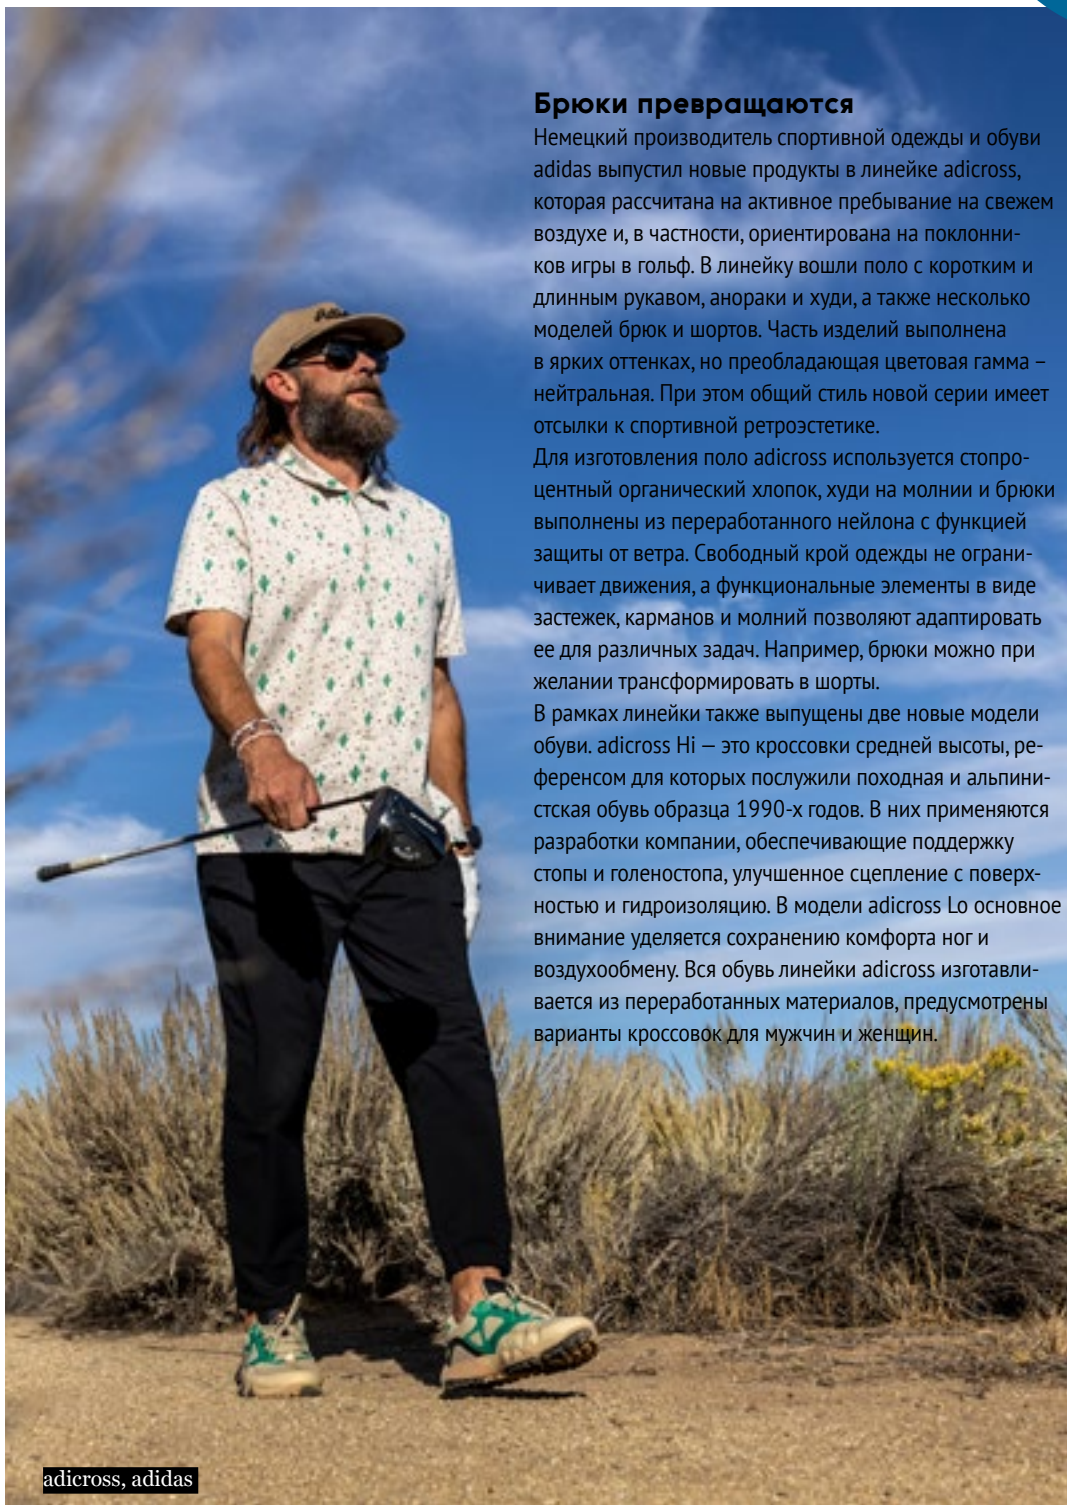 Брюки превращаются
Немецкий производитель спортивной одежды и обуви
adidas выпустил новые продукты в линейке adicross,
которая рассчитана на активное пребывание на свежем
воздухе и, в частности, ориентирована на поклонни-
ков игры в гольф. В линейку вошли поло с коротким и
длинным рукавом, анораки и худи, а также несколько
моделей брюк и шортов. Часть изделий выполнена
в ярких оттенках, но преобладающая цветовая гамма –
нейтральная. При этом общий стиль новой серии имеет
отсылки к спортивной ретроэстетике.
Для изготовления поло adicross используется стопро-
центный органический хлопок, худи на молнии и брюки
выполнены из переработанного нейлона с функцией
защиты от ветра. Свободный крой одежды не ограни-
чивает движения, а функциональные элементы в виде
застежек, карманов и молний позволяют адаптировать
ее для различных задач. Например, брюки можно при
желании трансформировать в шорты.
В рамках линейки также выпущены две новые модели
обуви. adicross Hi — это кроссовки средней высоты, ре-
ференсом для которых послужили походная и альпини-
стская обувь образца 1990-х годов. В них применяются
разработки компании, обеспечивающие поддержку
стопы и голеностопа, улучшенное сцепление с поверх-
ностью и гидроизоляцию. В модели adicross Lo основное
внимание уделяется сохранению комфорта ног и
воздухообмену. Вся обувь линейки adicross изготавли-
вается из переработанных материалов, предусмотрены
варианты кроссовок для мужчин и женщин.
adicross, adidas